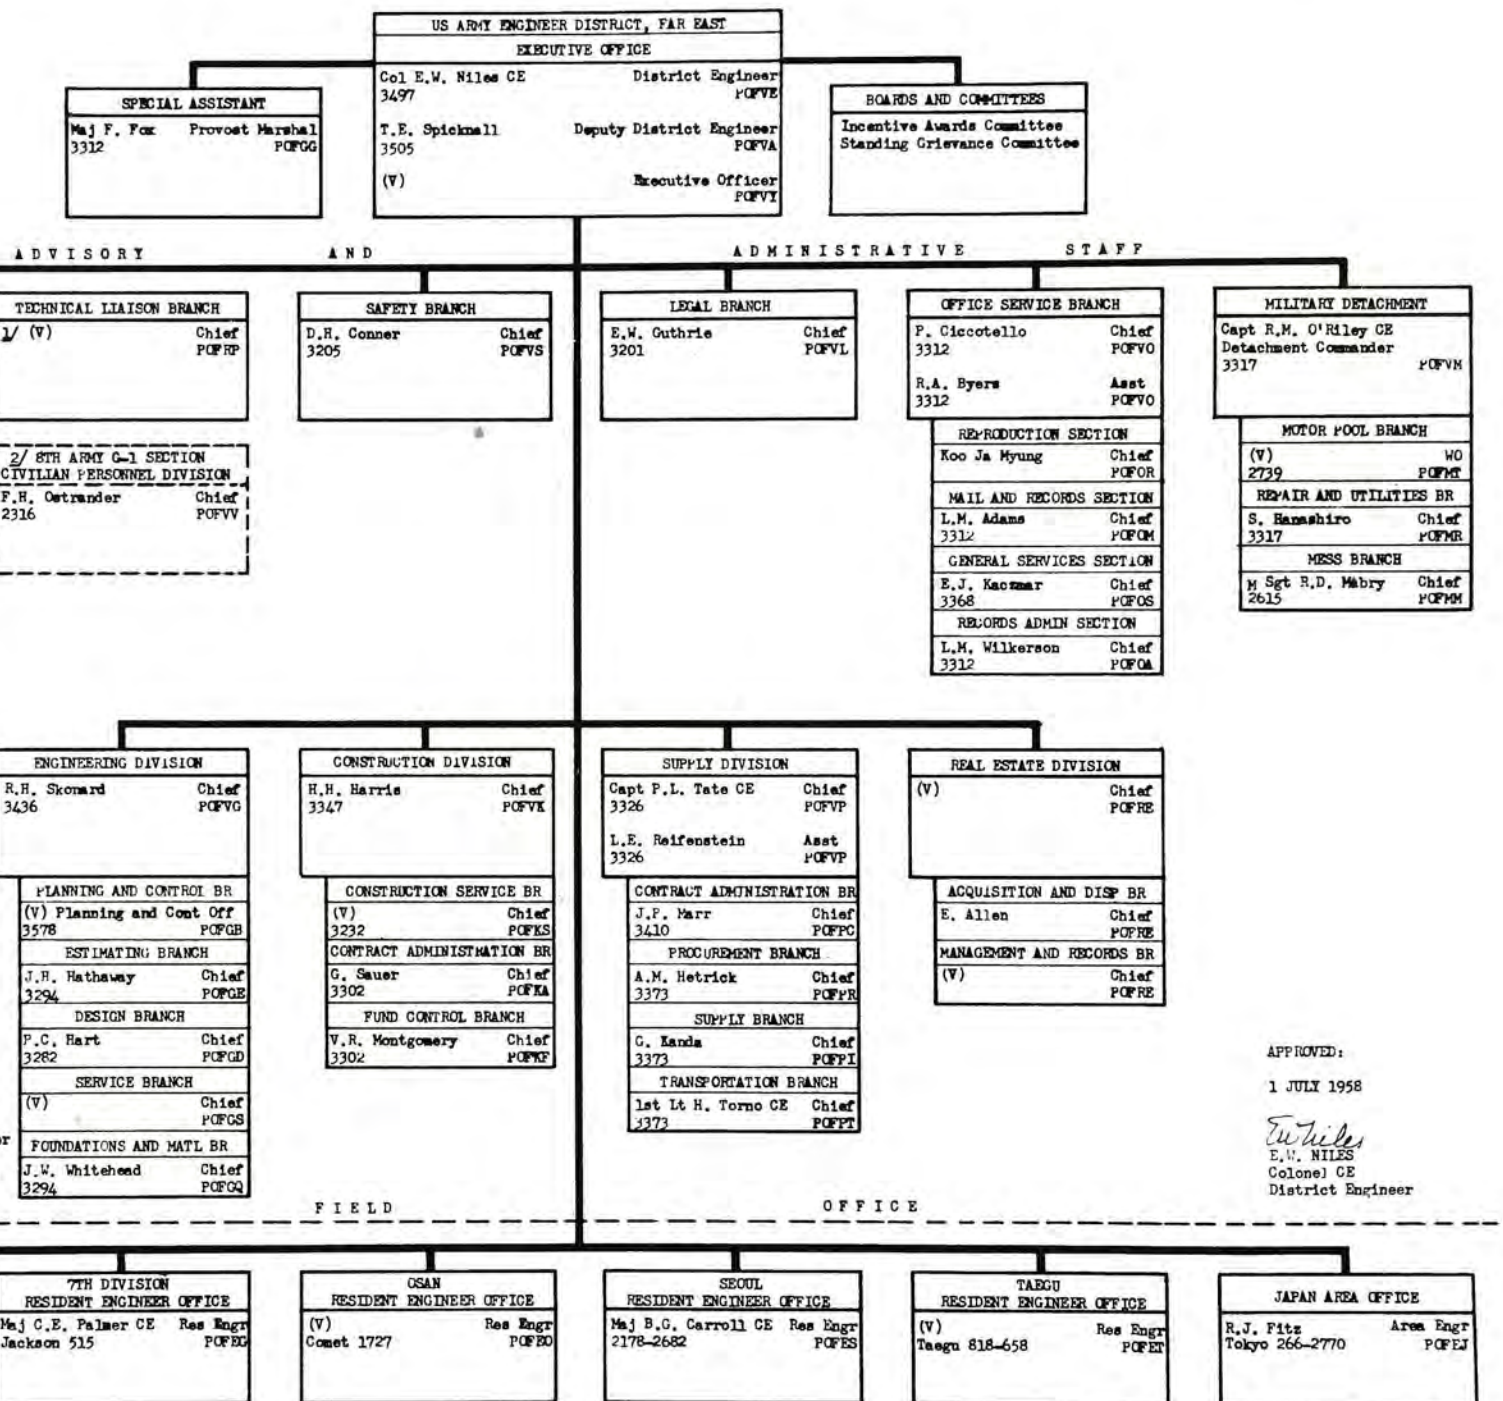 US ARMY ENGINEER DISTRICT, FAR EAST
EXECUTIVE OFFICE
Col E.W. Niles CE District Engineer
3497 POFVE
T.E. Spicknall Deputy District Engineer
3505 POFVA
(V) Executive Officer
POFVY
SPECIAL ASSISTANT
Maj F. Fox Provost Marshal
3312 POFGG
BOARDS AND COMMITTEES
Incentive Awards Committee
Standing Grievance Committee
ADVISORY AND ADMINISTRATIVE STAFF
TECHNICAL LIAISON BRANCH
1/ (V) Chief
POFRP
2/ 8TH ARMY G-1 SECTION
CIVILIAN PERSONNEL DIVISION
F.H. Ostrander Chief
2316 POFVV
SAFETY BRANCH
D.H. Conner Chief
3205 POFVS
LEGAL BRANCH
E.W. Guthrie Chief
3201 POFVL
OFFICE SERVICE BRANCH
P. Ciccotello Chief
3312 POFVO
R.A. Byers Asst
3312 POFVO
REPRODUCTION SECTION
Koo Ja Myung Chief
POFOR
MAIL AND RECORDS SECTION
L.M. Adams Chief
3312 POFOM
GENERAL SERVICES SECTION
E.J. Kaczmar Chief
3368 POFOS
RECORDS ADMIN SECTION
L.M. Wilkerson Chief
3312 POFOA
MILITARY DETACHMENT
Capt R.M. O'Riley CE
Detachment Commander
3317 POFVM
MOTOR POOL BRANCH
(V) WO
2739 POFMT
REPAIR AND UTILITIES BR
S. Hanashiro Chief
3317 POFMR
MESS BRANCH
M Sgt R.D. Mabry Chief
2615 POFMM
ENGINEERING DIVISION
R.H. Skonard Chief
3436 POFVG
PLANNING AND CONTROL BR
(V) Planning and Cont Off
3578 POFGB
ESTIMATING BRANCH
J.H. Hathaway Chief
3294 POFGE
DESIGN BRANCH
P.C. Hart Chief
3282 POFGD
SERVICE BRANCH
(V) Chief
POFGS
FOUNDATIONS AND MATL BR
J.W. Whitehead Chief
3294 POFGQ
CONSTRUCTION DIVISION
H.H. Harris Chief
3347 POFVK
CONSTRUCTION SERVICE BR
(V) Chief
3232 POFKS
CONTRACT ADMINISTRATION BR
G. Sauer Chief
3302 POFKA
FUND CONTROL BRANCH
V.R. Montgomery Chief
3302 POFKF
SUPPLY DIVISION
Capt P.L. Tate CE Chief
3326 POFVP
L.E. Reifenstein Asst
3326 POFVP
CONTRACT ADMINISTRATION BR
J.P. Marr Chief
3410 POFPC
PROCUREMENT BRANCH
A.M. Hetrick Chief
3373 POFPR
SUPPLY BRANCH
G. Kanda Chief
3373 POFPI
TRANSPORTATION BRANCH
1st Lt H. Torno CE Chief
3373 POFPT
REAL ESTATE DIVISION
(V) Chief
POFRE
ACQUISITION AND DISP BR
E. Allen Chief
POFRE
MANAGEMENT AND RECORDS BR
(V) Chief
POFRE
APPROVED:
1 JULY 1958
EW Niles
E.W. NILES
Colonel CE
District Engineer
FIELD OFFICE
7TH DIVISION
RESIDENT ENGINEER OFFICE
Maj C.E. Palmer CE Res Engr
Jackson 515 POFEG
OSAN
RESIDENT ENGINEER OFFICE
(V) Res Engr
Comet 1727 POFEO
SEOUL
RESIDENT ENGINEER OFFICE
Maj B.G. Carroll CE Res Engr
2178-2682 POFES
TAEGU
RESIDENT ENGINEER OFFICE
(V) Res Engr
Taegu 818-658 POFET
JAPAN AREA OFFICE
R.J. Fitz Area Engr
Tokyo 266-2770 POFEJ